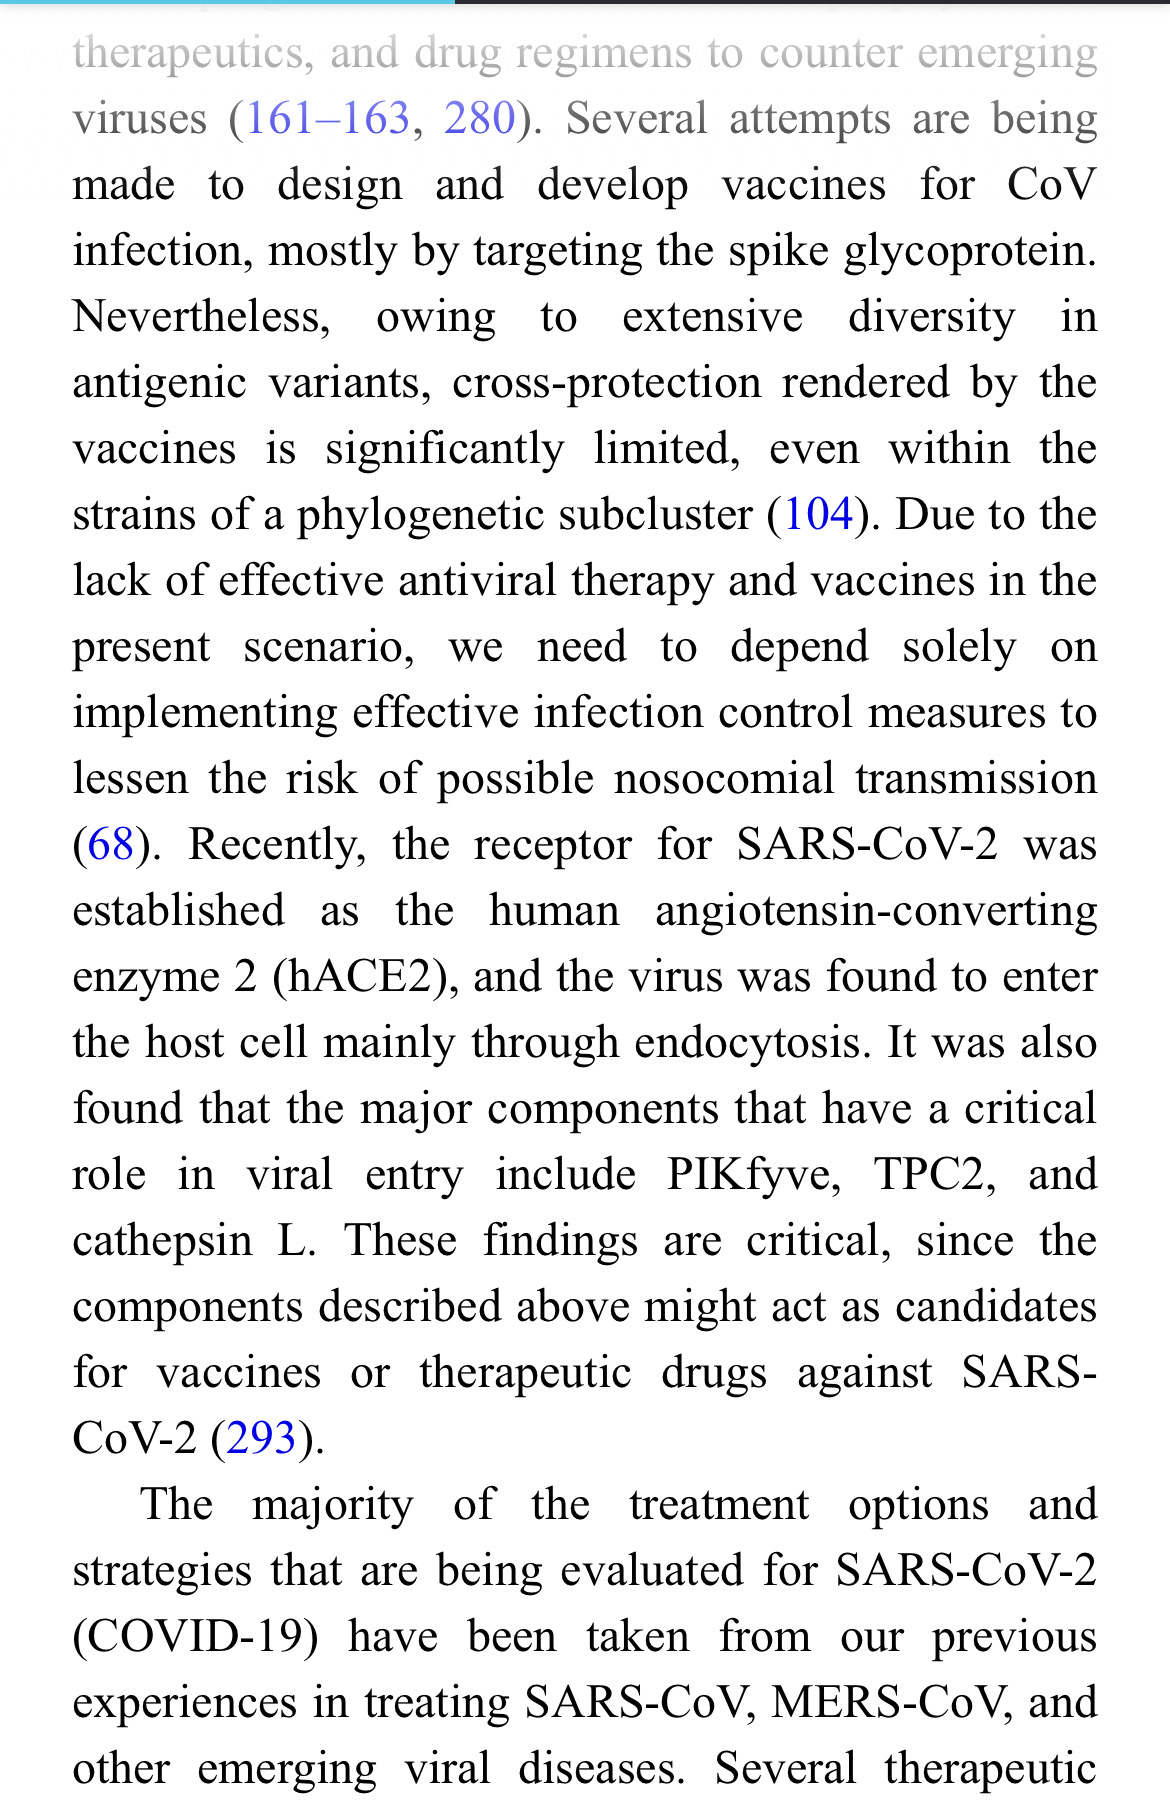 therapeutics, and drug regimens to counter emerging
viruses (161–163, 280). Several attempts are being
made to design and develop vaccines for CoV
infection, mostly by targeting the spike glycoprotein.
Nevertheless, owing to extensive diversity in
antigenic variants, cross-protection rendered by the
vaccines is significantly limited, even within the
strains of a phylogenetic subcluster (104). Due to the
lack of effective antiviral therapy and vaccines in the
present scenario, we need to depend solely on
implementing effective infection control measures to
lessen the risk of possible nosocomial transmission
(68). Recently, the receptor for SARS-CoV-2 was
established as the human angiotensin-converting
enzyme 2 (hACE2), and the virus was found to enter
the host cell mainly through endocytosis. It was also
found that the major components that have a critical
role in viral entry include PIKfyve, TPC2, and
cathepsin L. These findings are critical, since the
components described above might act as candidates
for vaccines or therapeutic drugs against SARS-
CoV-2 (293).
The majority of the treatment options and
strategies that are being evaluated for SARS-CoV-2
(COVID-19) have been taken from our previous
experiences in treating SARS-CoV, MERS-CoV, and
other emerging viral diseases. Several therapeutic